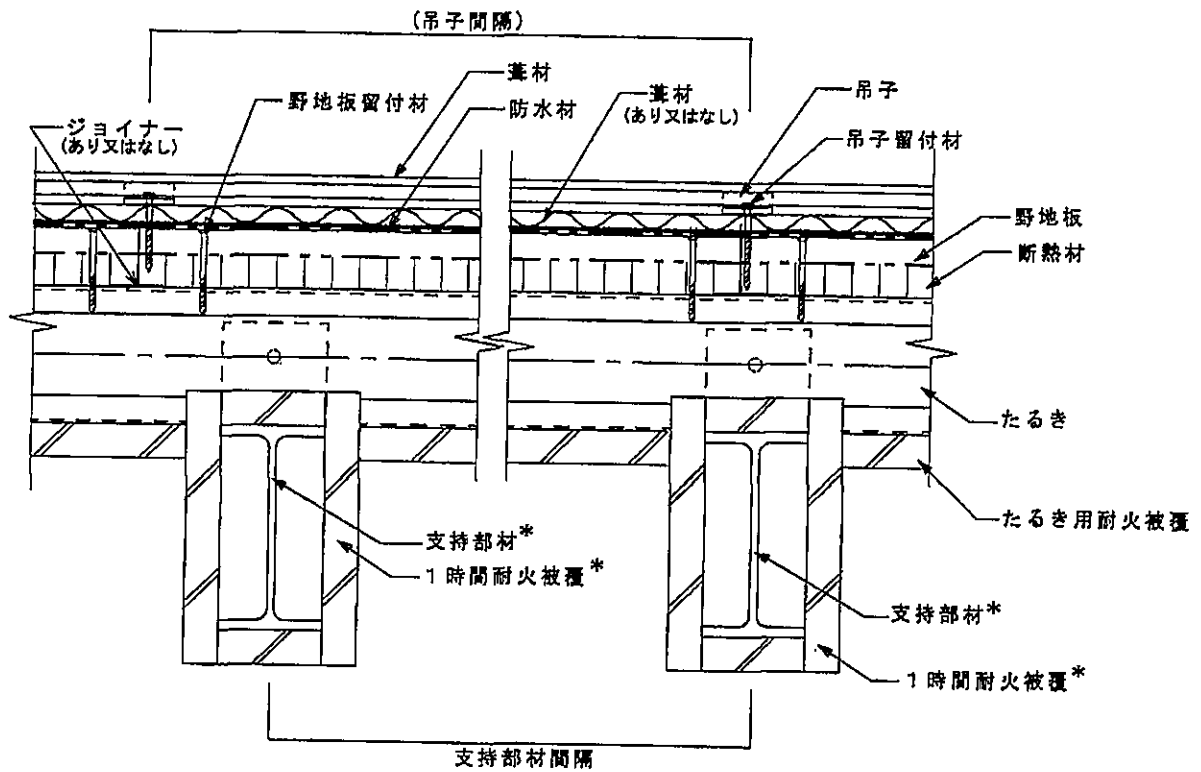 (吊子間隔)
葺材
野地板留付材
防水材
葺材
(あり又はなし)
吊子
吊子留付材
ジョイナー
(あり又はなし)
野地板
断熱材
たるき
たるき用耐火被覆
支持部材*
1時間耐火被覆*
支持部材*
1時間耐火被覆*
支持部材間隔